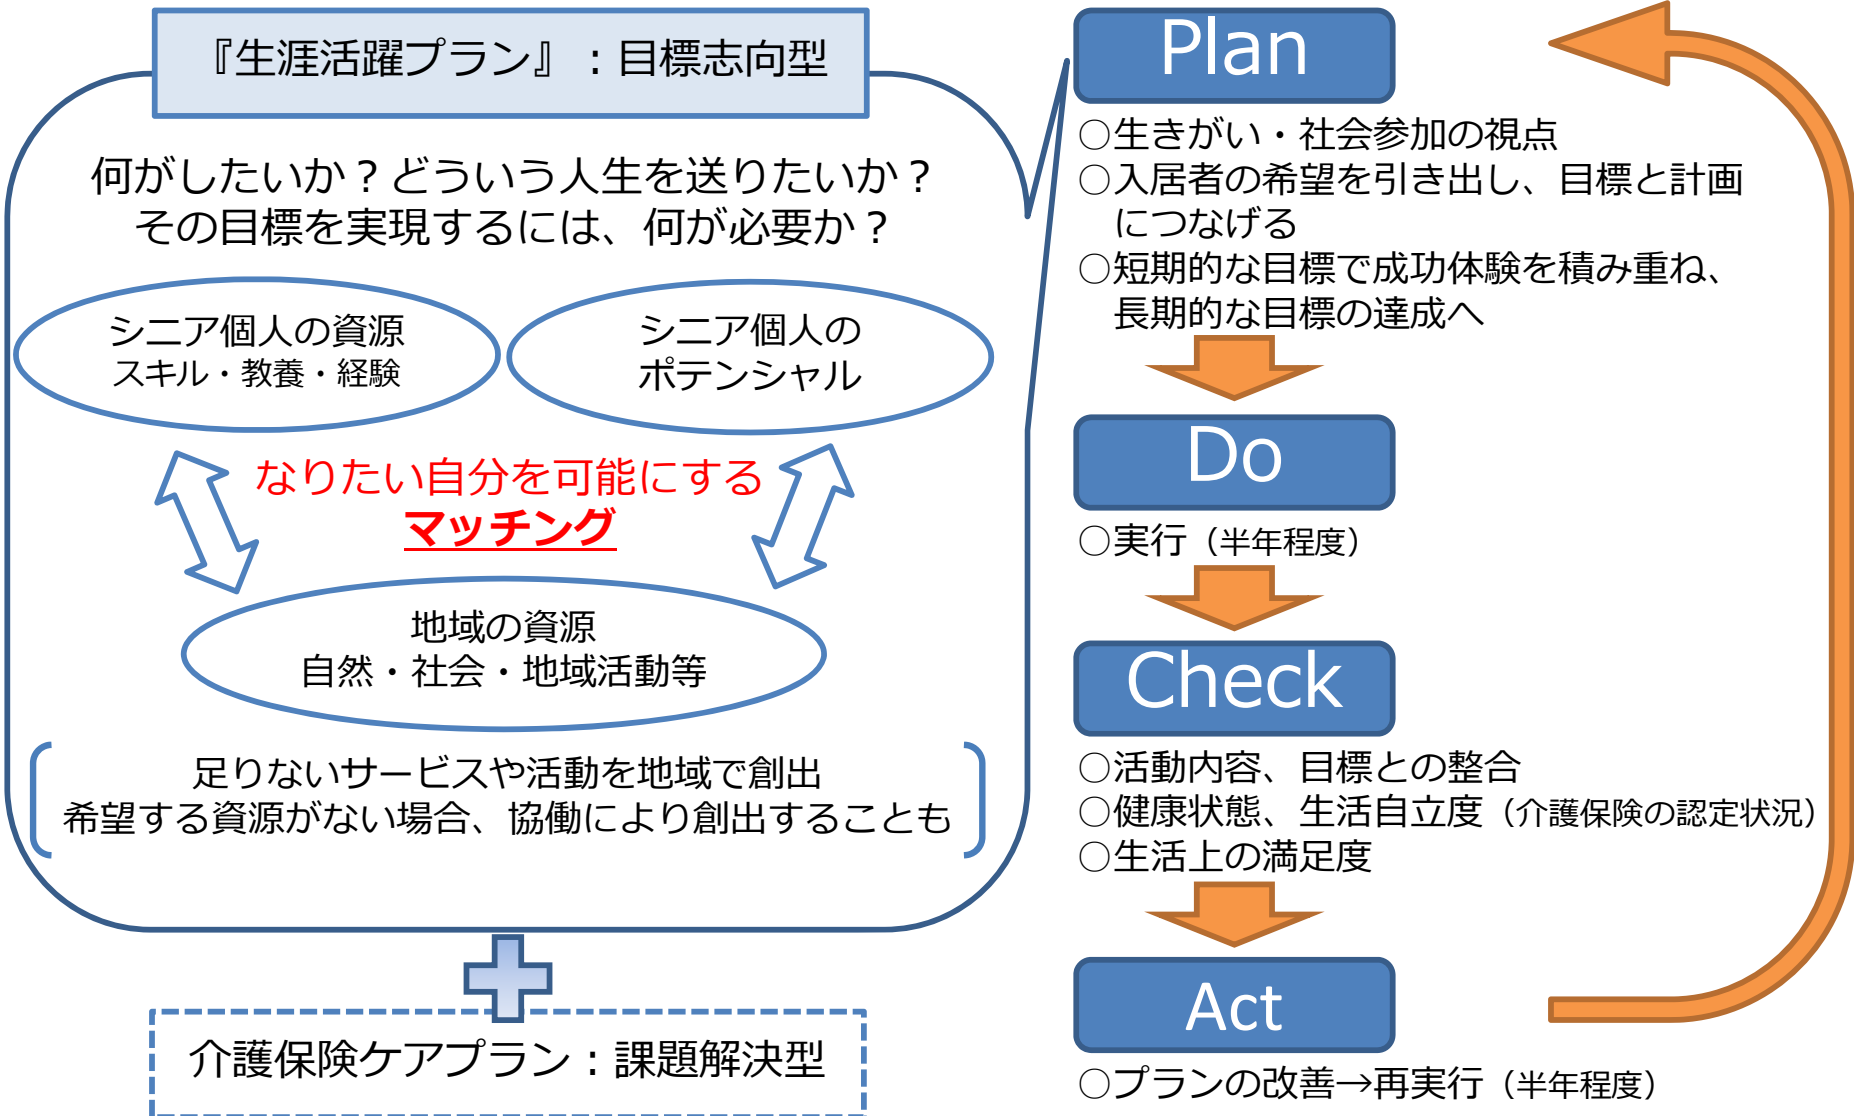 『生涯活躍プラン』：目標志向型
何がしたいか？どういう人生を送りたいか？
その目標を実現するには、何が必要か？
シニア個人の資源
スキル・教養・経験
シニア個人の
ポテンシャル
なりたい自分を可能にする
マッチング
地域の資源
自然・社会・地域活動等
足りないサービスや活動を地域で創出
希望する資源がない場合、協働により創出することも
介護保険ケアプラン：課題解決型
Plan
○生きがい・社会参加の視点
○入居者の希望を引き出し、目標と計画
につなげる
○短期的な目標で成功体験を積み重ね、
長期的な目標の達成へ
Do
○実行（半年程度）
Check
○活動内容、目標との整合
○健康状態、生活自立度（介護保険の認定状況）
○生活上の満足度
Act
○プランの改善→再実行（半年程度）